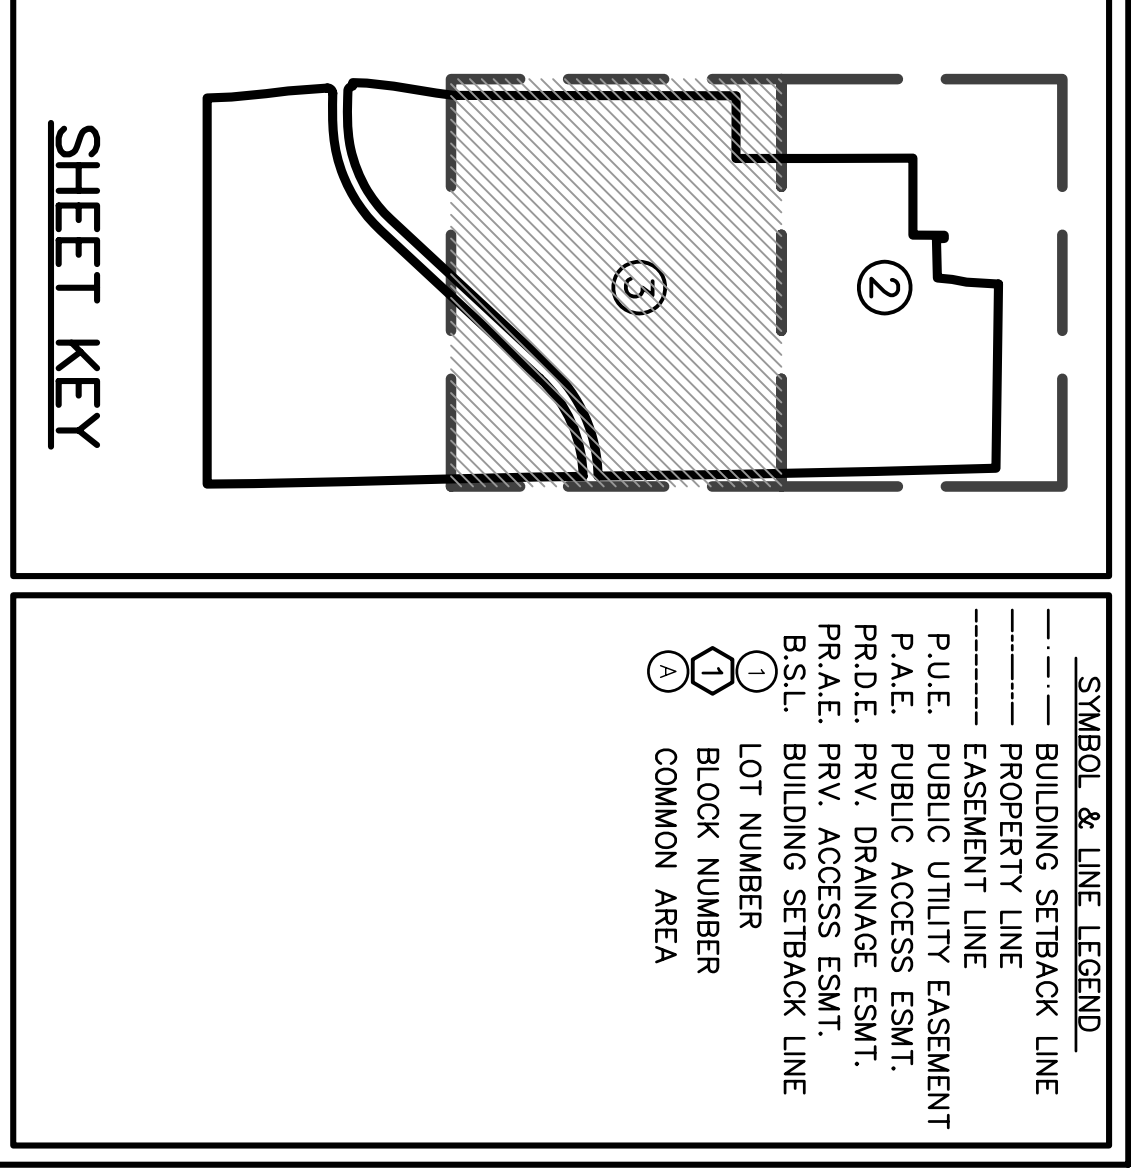 2
3
SHEET KEY
SYMBOL & LINE LEGEND
BUILDING SETBACK LINE
PROPERTY LINE
EASEMENT LINE
P.U.E. PUBLIC UTILITY EASEMENT
P.A.E. PUBLIC ACCESS ESMT.
PR.D.E. PRV. DRAINAGE ESMT.
PR.A.E. PRV. ACCESS ESMT.
B.S.L. BUILDING SETBACK LINE
1 LOT NUMBER
1 BLOCK NUMBER
A COMMON AREA